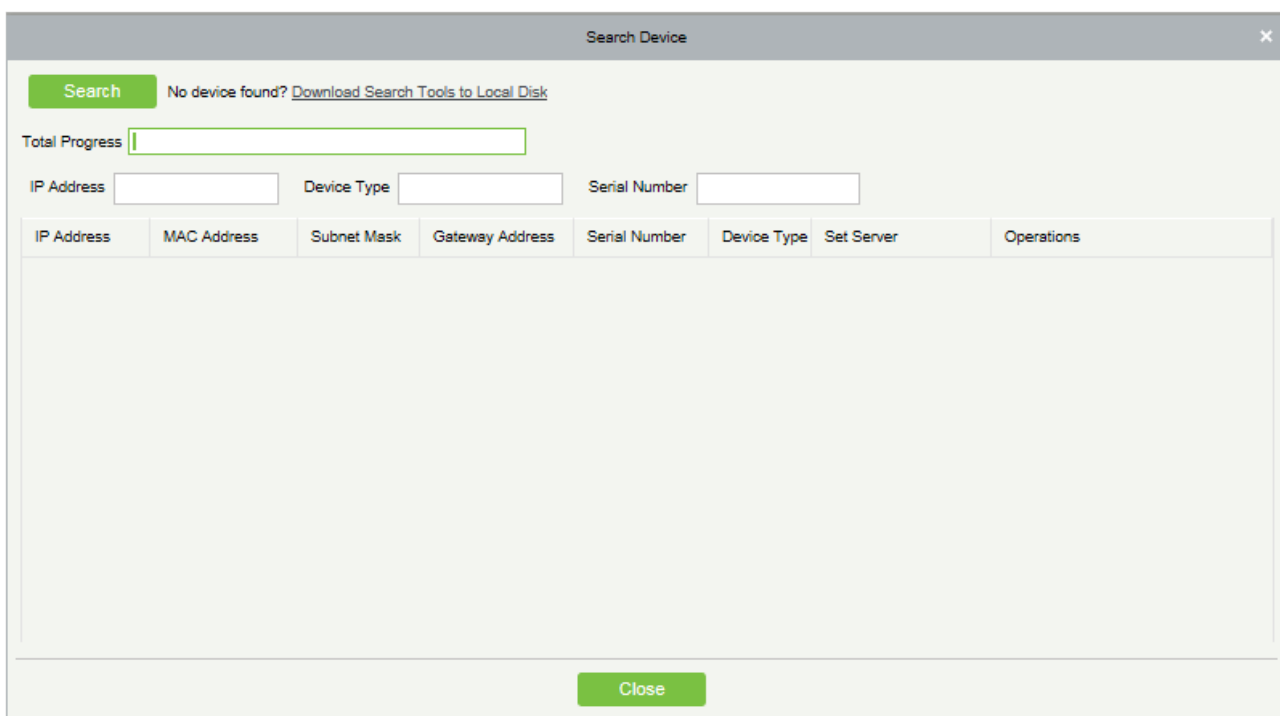 Search Device
Search No device found? Download Search Tools to Local Disk
Total Progress
IP Address Device Type Serial Number
IP Address MAC Address Subnet Mask Gateway Address Serial Number Device Type Set Server Operations
Close